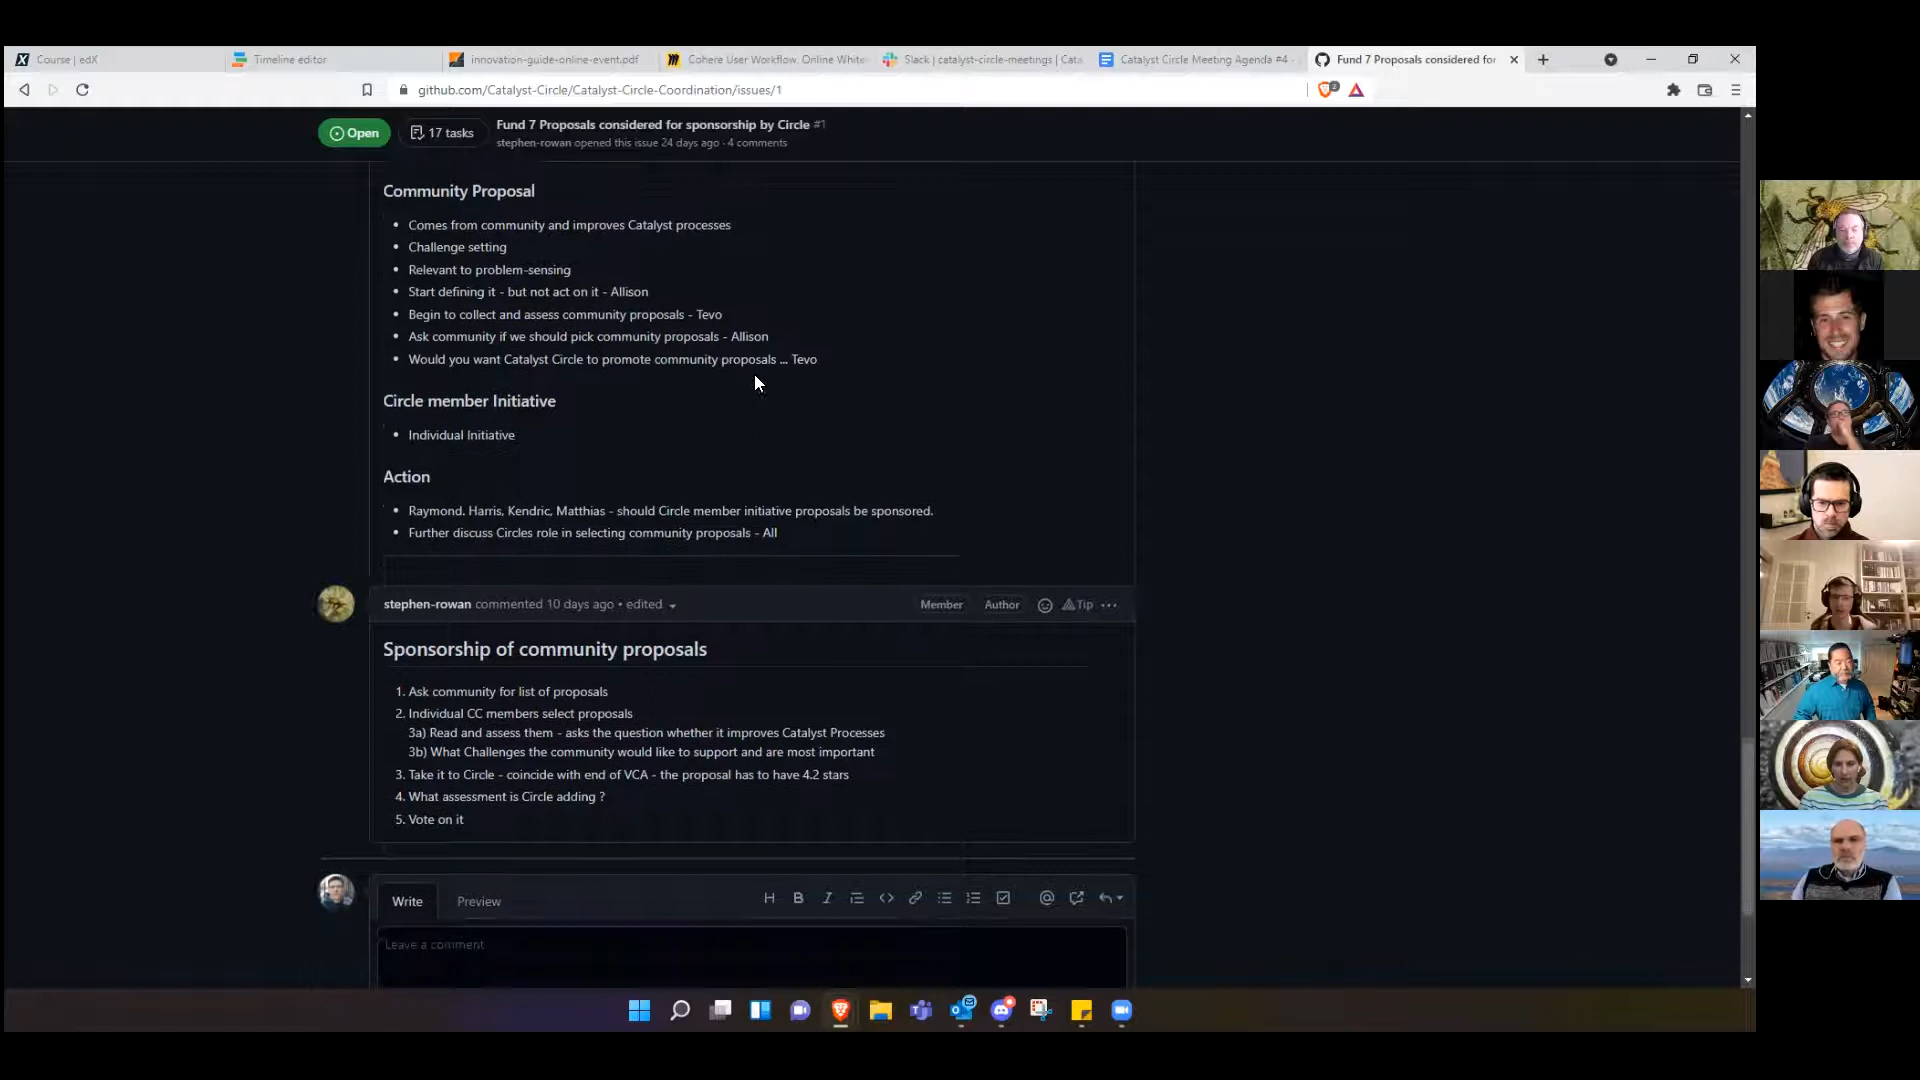 Course | edX
Timeline editor
innovation-guide-online-event.pdf
Cohere User Workflow. Online White
Slack | catalyst-circle-meetings | Cata
Catalyst Circle Meeting Agenda #4 -
Fund 7 Proposals considered for
github.com/Catalyst-Circle/Catalyst-Circle-Coordination/issues/1
2
Open
17 tasks
Fund 7 Proposals considered for sponsorship by Circle #1
stephen-rowan opened this issue 24 days ago · 4 comments
Community Proposal
• Comes from community and improves Catalyst processes
• Challenge setting
• Relevant to problem-sensing
• Start defining it - but not act on it - Allison
• Begin to collect and assess community proposals - Tevo
• Ask community if we should pick community proposals - Allison
• Would you want Catalyst Circle to promote community proposals ... Tevo
Circle member Initiative
• Individual Initiative
Action
• Raymond, Harris, Kendric, Matthias - should Circle member initiative proposals be sponsored.
• Further discuss Circles role in selecting community proposals - All
stephen-rowan commented 10 days ago • edited
Member
Author
Tip
Sponsorship of community proposals
1. Ask community for list of proposals
2. Individual CC members select proposals
3a) Read and assess them - asks the question whether it improves Catalyst Processes
3b) What Challenges the community would like to support and are most important
3. Take it to Circle - coincide with end of VCA - the proposal has to have 4.2 stars
4. What assessment is Circle adding ?
5. Vote on it
Write
Preview
H B I
Leave a comment